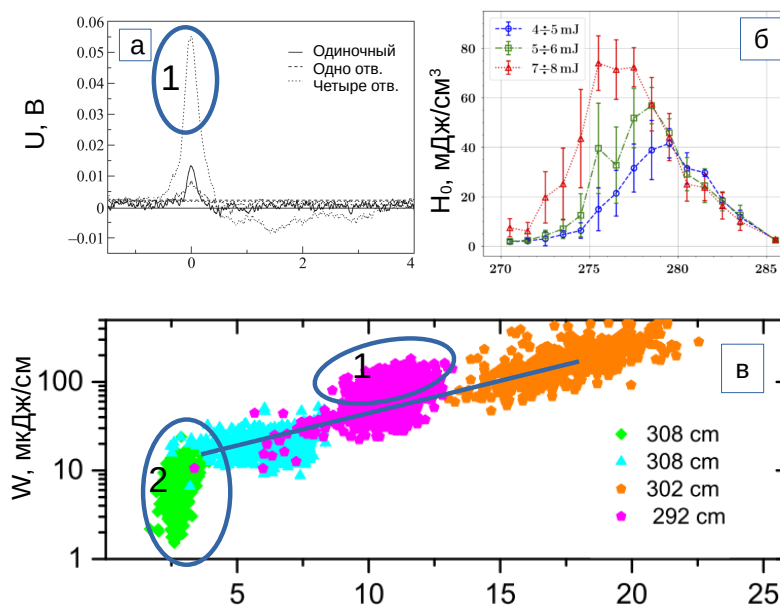 0.06
0.05
0.04
0.03
0.02
0.01
0
−0.01
U, В
а
1
Одиночный
Одно отв.
Четыре отв.
0
2
4
80
60
40
20
0
H₀, мДж/см³
4÷5 mJ
5÷6 mJ
7÷8 mJ
б
270
275
280
285
100
10
1
W, мкДж/см
1
2
в
308 cm
308 cm
302 cm
292 cm
5
10
15
20
25